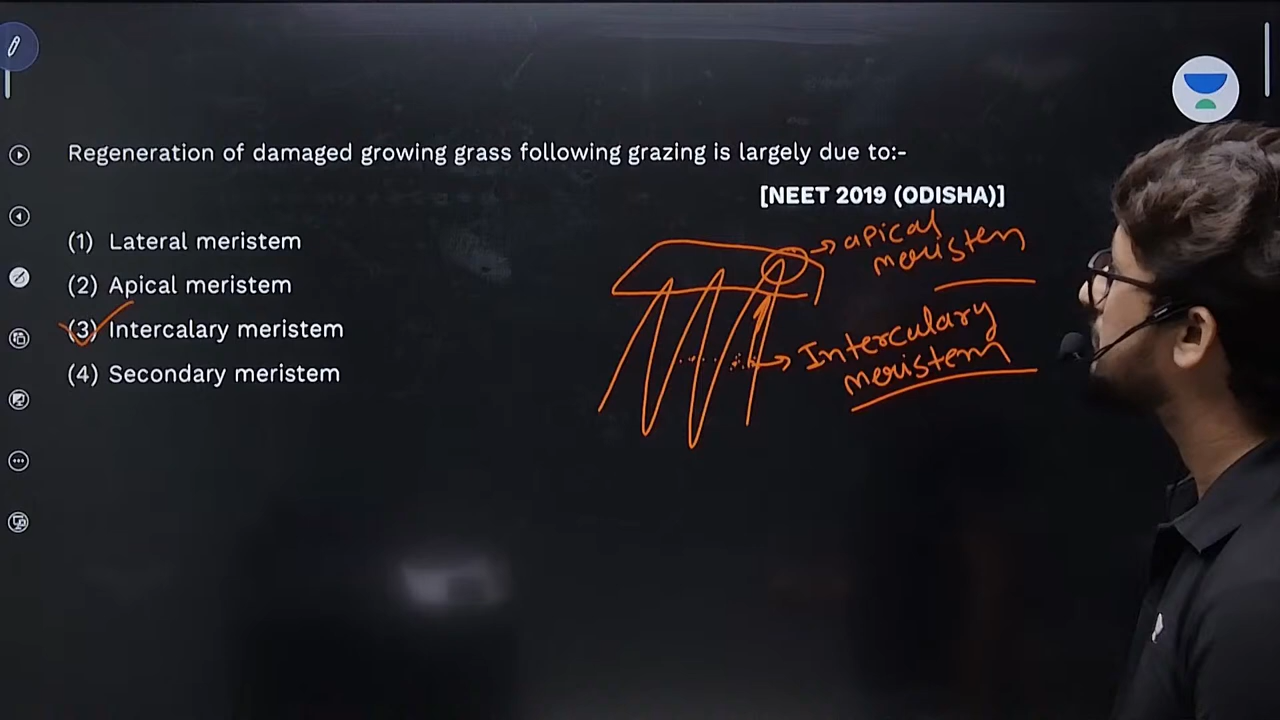 Regeneration of damaged growing grass following grazing is largely due to:-
[NEET 2019 (ODISHA)]
(1) Lateral meristem
(2) Apical meristem
(3) Intercalary meristem
(4) Secondary meristem
apical
meristem
Interculary
meristem